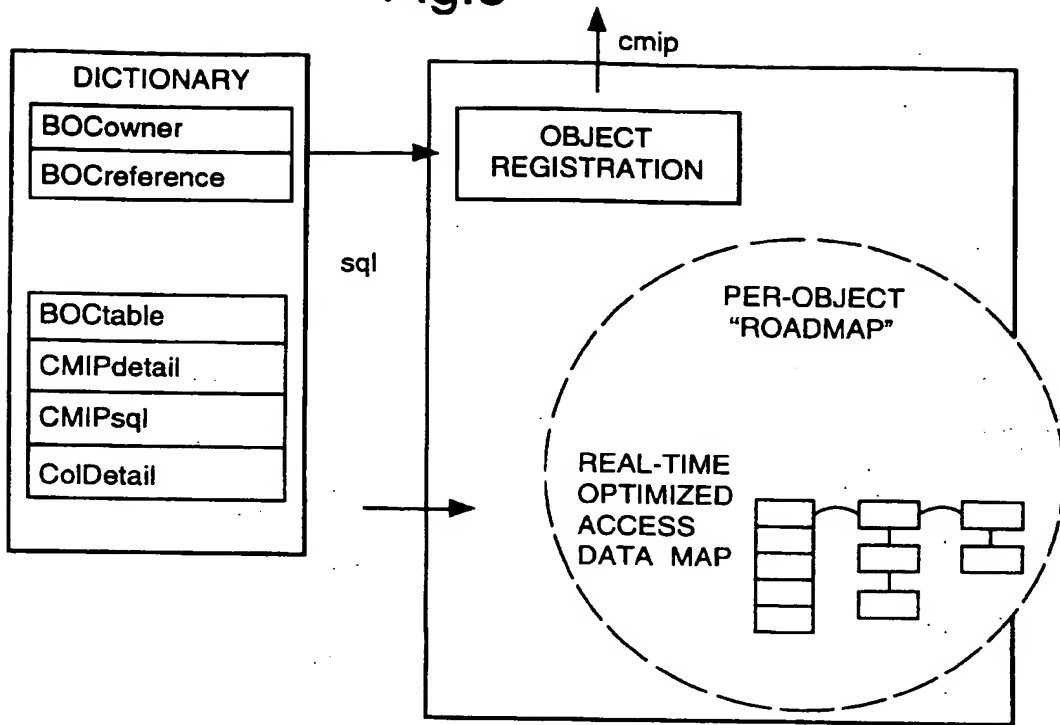 cmip
DICTIONARY
BOCowner
BOCreference
OBJECT
REGISTRATION
sql
BOCtable
CMIPdetail
CMIPsql
ColDetail
PER-OBJECT
“ROADMAP”
REAL-TIME
OPTIMIZED
ACCESS
DATA MAP